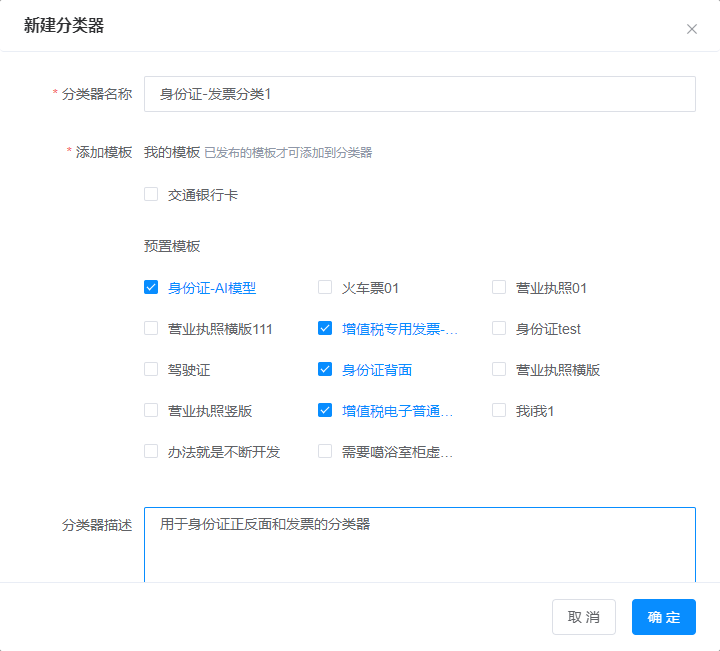 新建分类器
* 分类器名称 身份证-发票分类1
* 添加模板 我的模板 已发布的模板才可添加到分类器
交通银行卡
预置模板
身份证-AI模型 火车票01 营业执照01
营业执照横版111 增值税专用发票-... 身份证test
驾驶证 身份证背面 营业执照横版
营业执照竖版 增值税电子普通... 我i我1
办法就是不断开发 需要噶浴室柜虚...
分类器描述 用于身份证正反面和发票的分类器
取 消 确 定